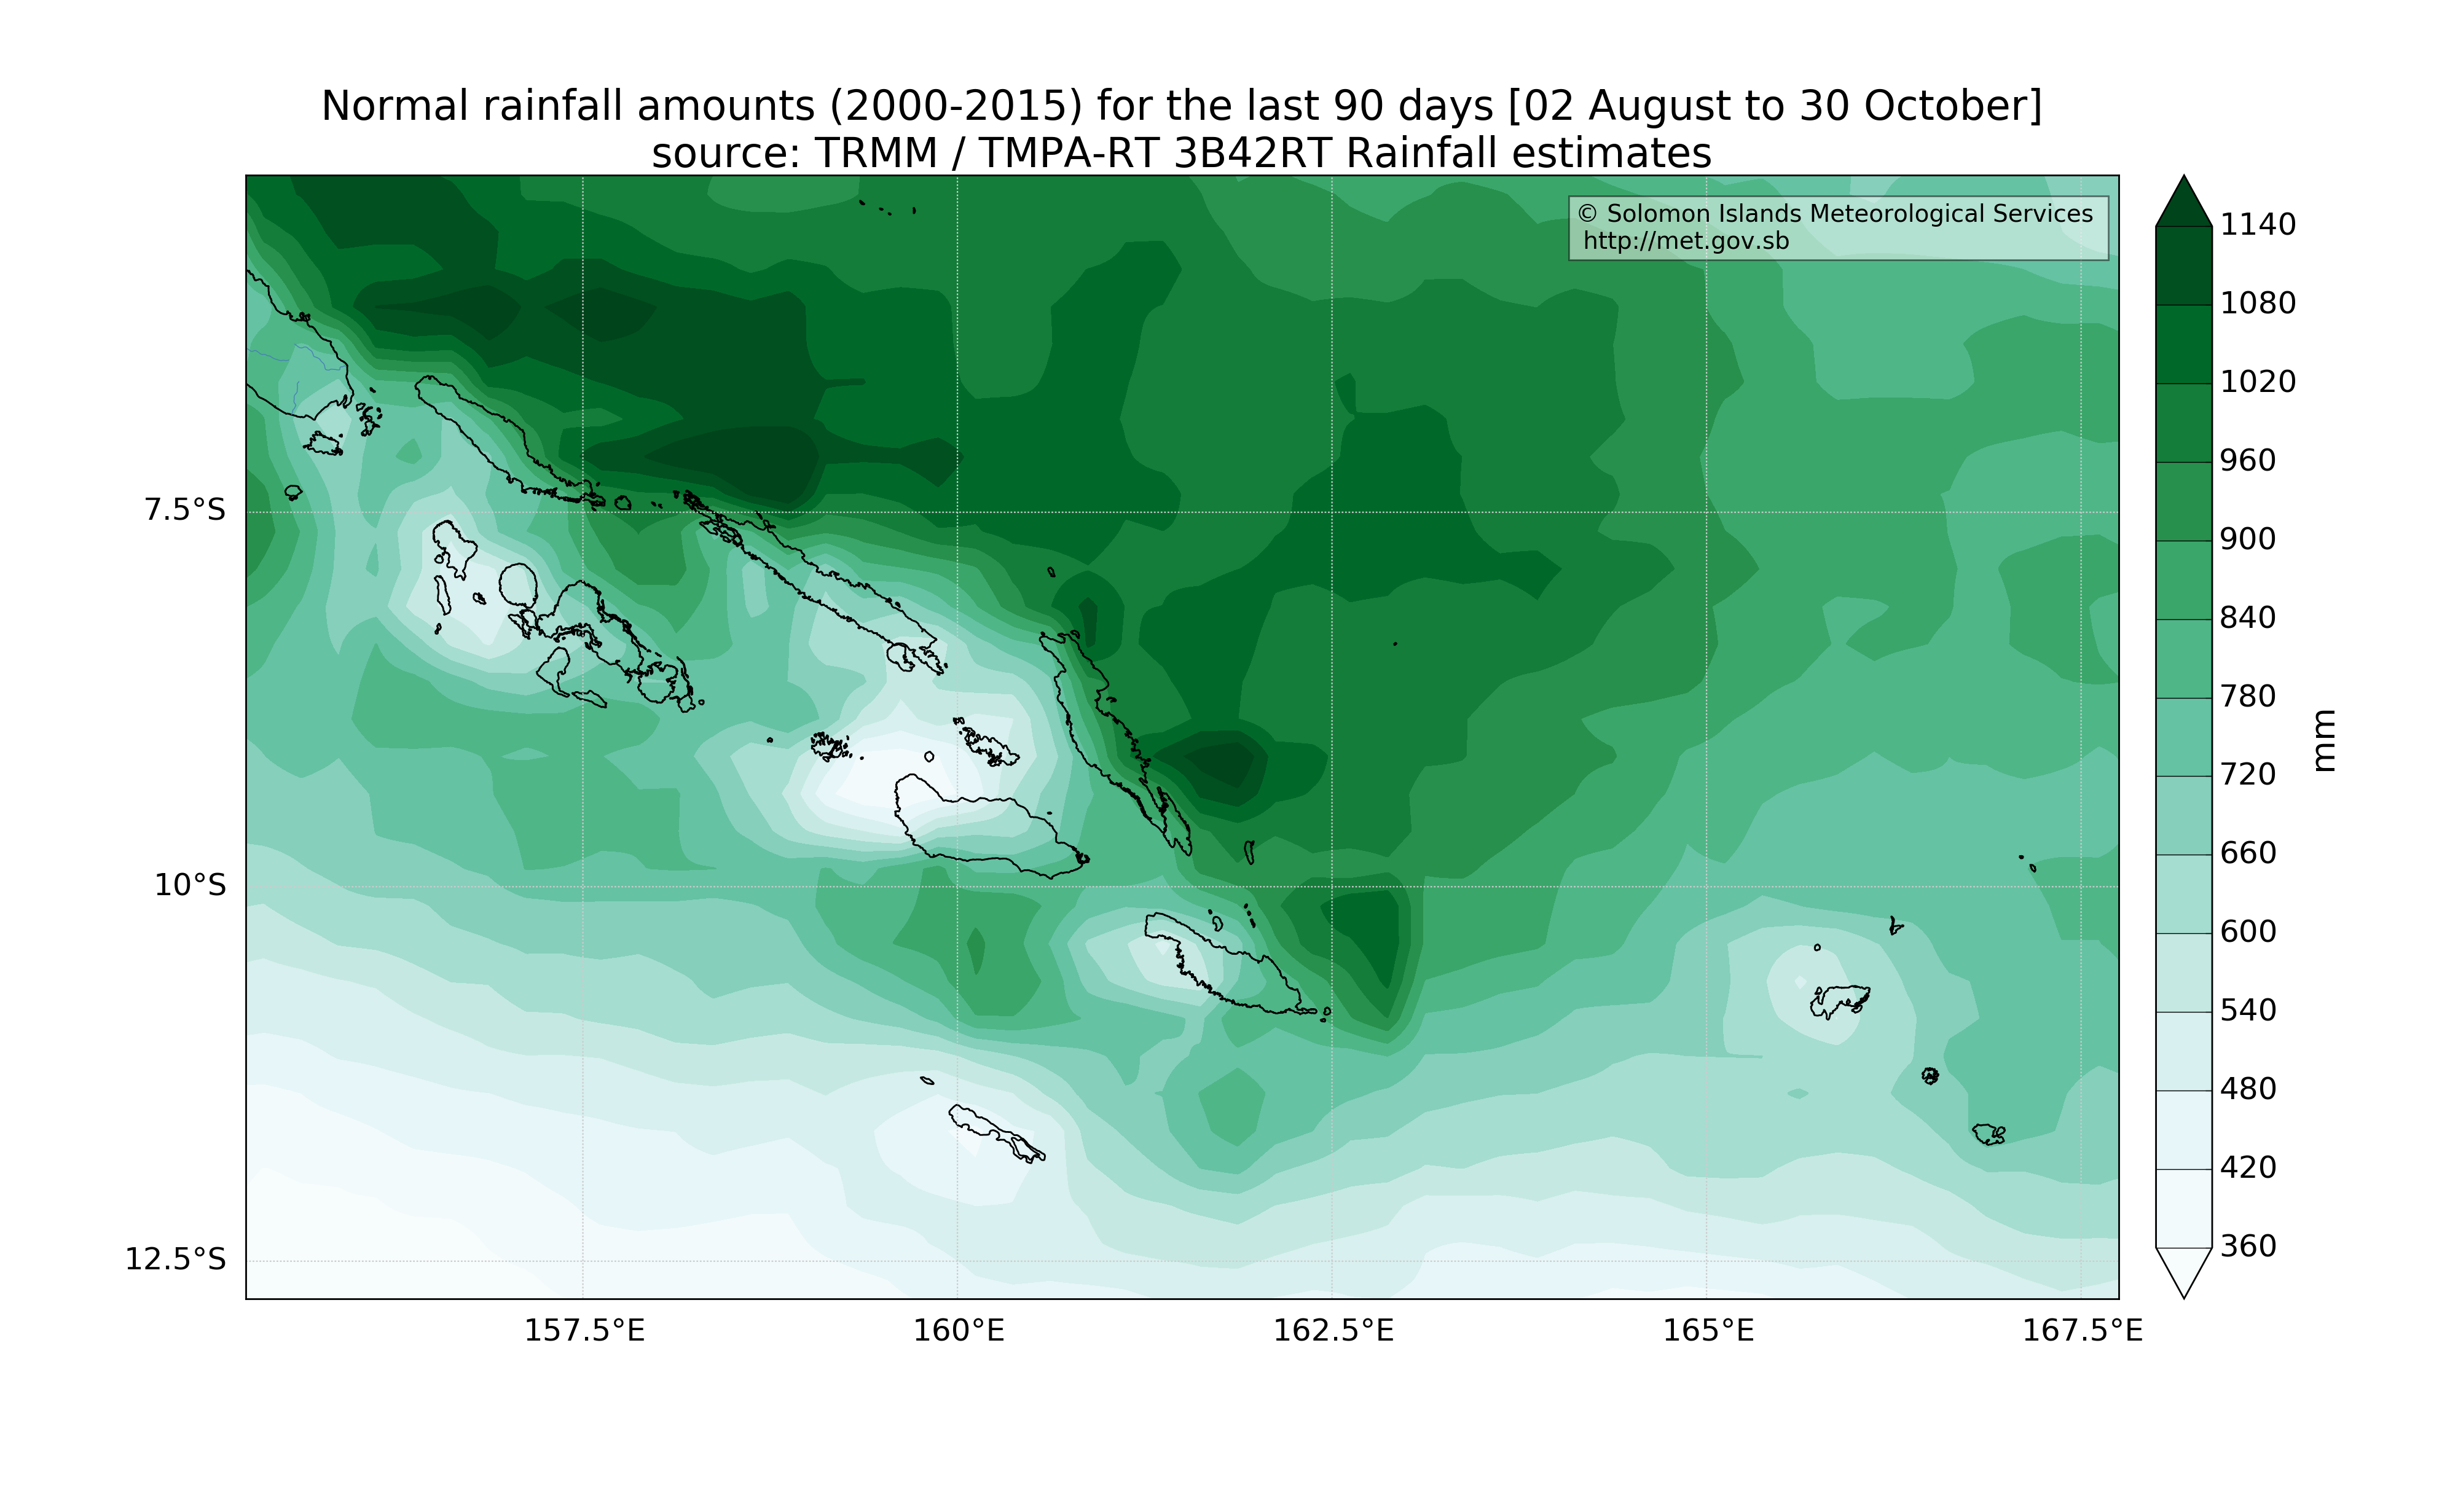 Normal rainfall amounts (2000-2015) for the last 90 days [02 August to 30 October]
source: TRMM / TMPA-RT 3B42RT Rainfall estimates
© Solomon Islands Meteorological Services
http://met.gov.sb
7.5°S
10°S
12.5°S
157.5°E
160°E
162.5°E
165°E
167.5°E
1140
1080
1020
960
900
840
780
720
660
600
540
480
420
360
mm